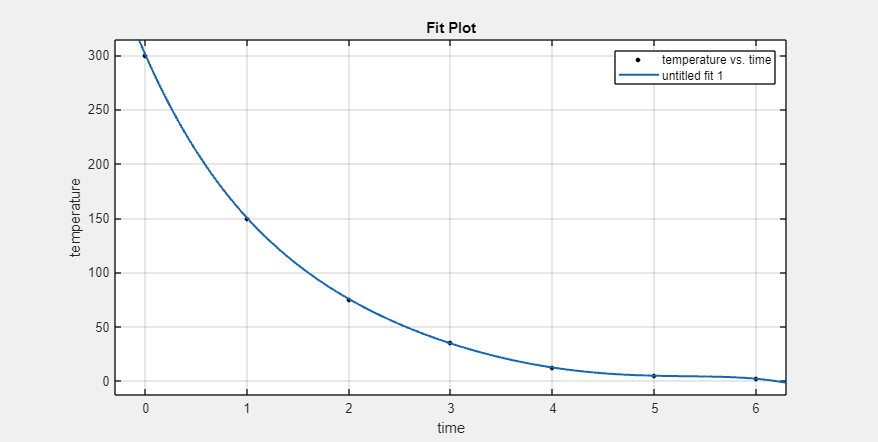 Fit Plot
temperature vs. time
untitled fit 1
300
250
200
150
100
50
0
temperature
0 1 2 3 4 5 6
time